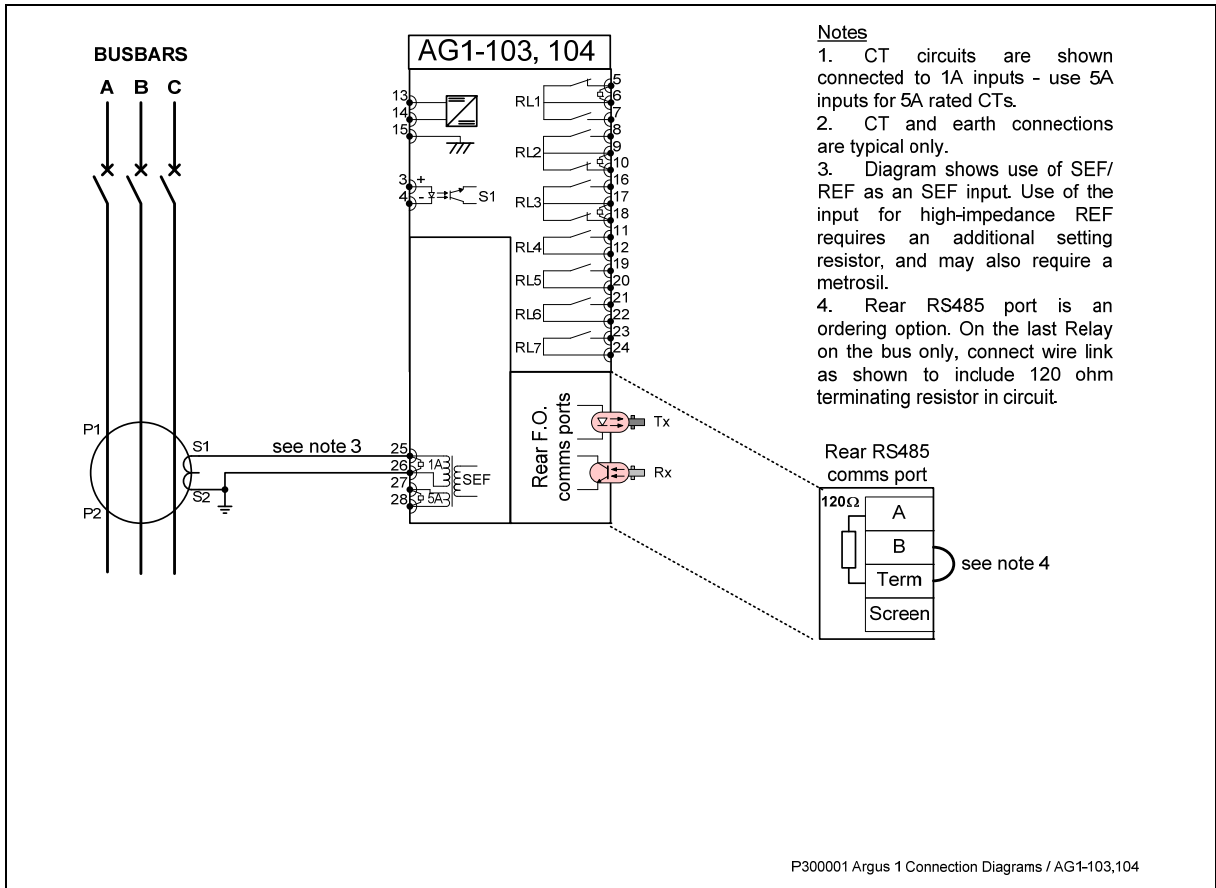 BUSBARS
A B C
AG1-103, 104
13
14
15
3 +
4 -
S1
RL1
5
6
7
RL2
8
9
10
RL3
16
17
18
RL4
11
12
RL5
19
20
RL6
21
22
RL7
23
24
P1
P2
S1
S2
see note 3
25
26
27
28
1A
5A
SEF
Rear F.O.
comms ports
Tx
Rx
Notes
1. CT circuits are shown
connected to 1A inputs - use 5A
inputs for 5A rated CTs.
2. CT and earth connections
are typical only.
3. Diagram shows use of SEF/
REF as an SEF input. Use of the
input for high-impedance REF
requires an additional setting
resistor, and may also require a
metrosil.
4. Rear RS485 port is an
ordering option. On the last Relay
on the bus only, connect wire link
as shown to include 120 ohm
terminating resistor in circuit.
Rear RS485
comms port
120Ω
A
B
Term
Screen
see note 4
P300001 Argus 1 Connection Diagrams / AG1-103,104